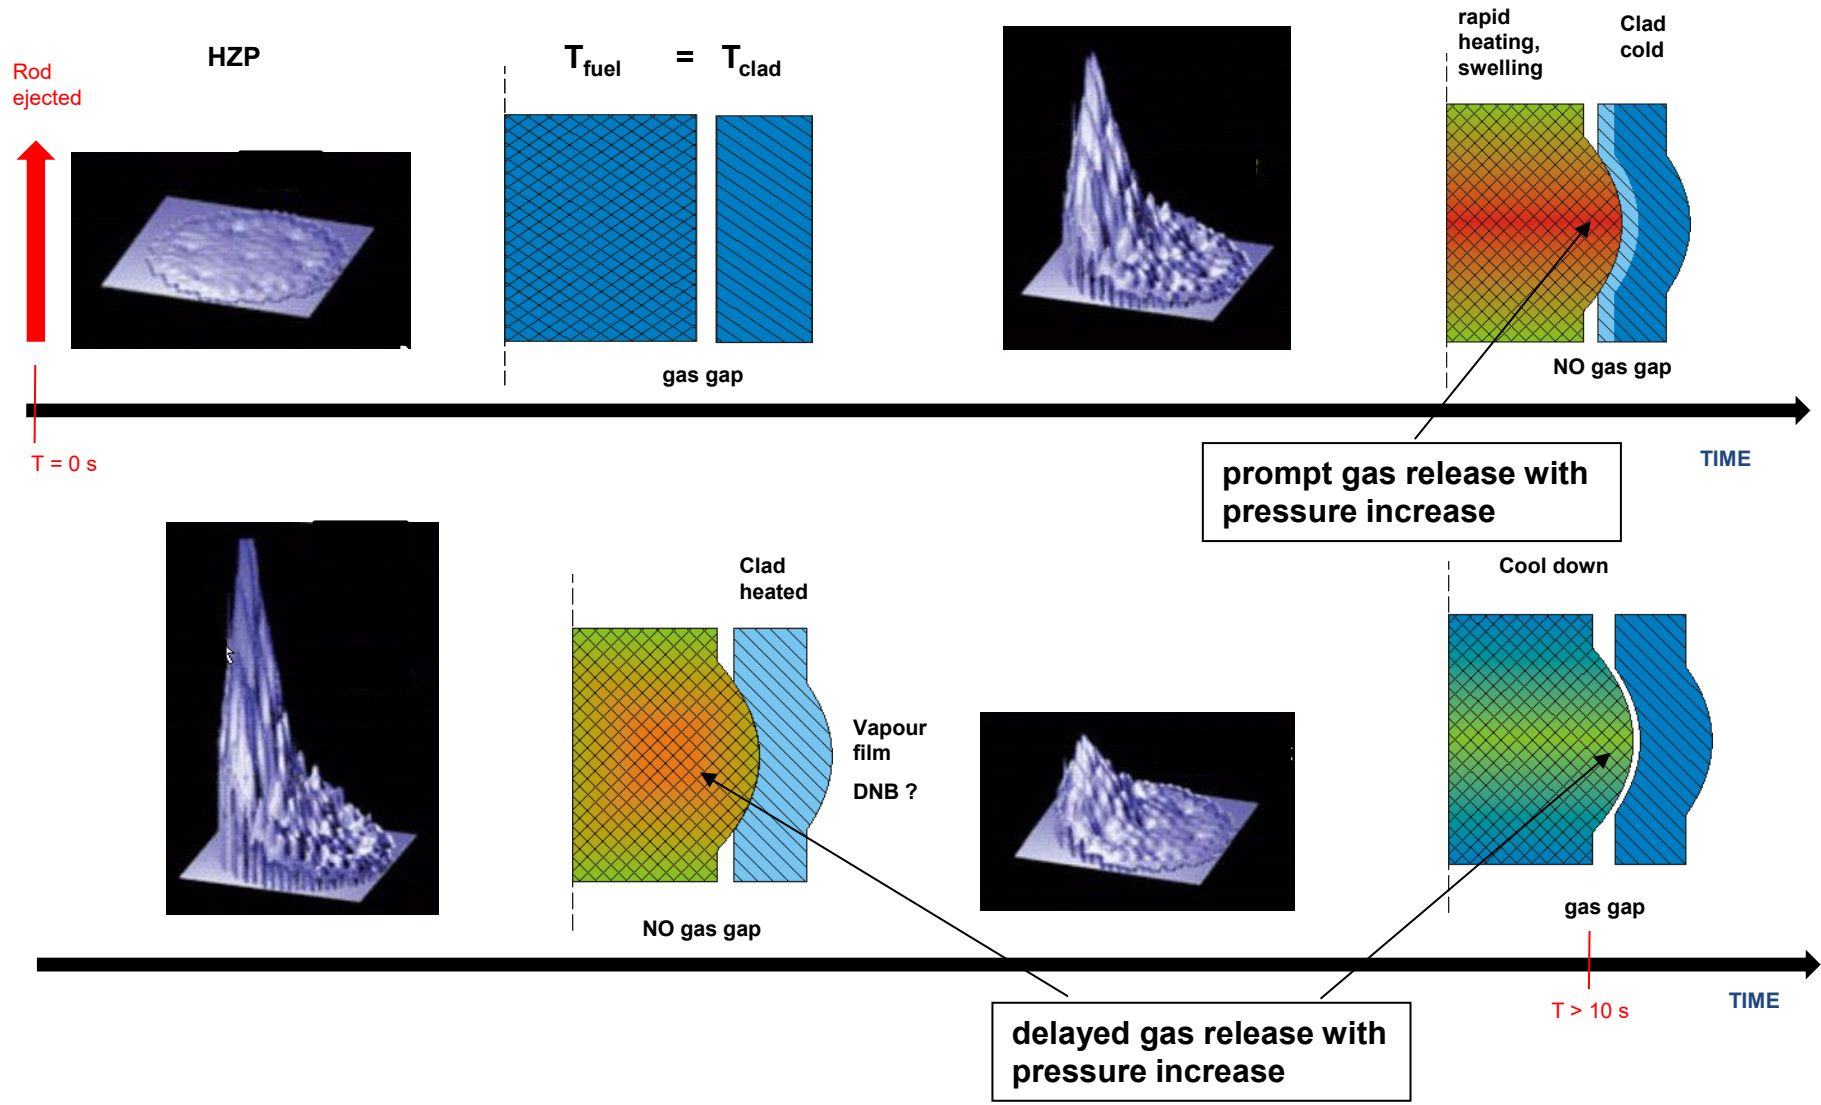 Rod
ejected
HZP
Tfuel = Tclad
rapid
heating,
swelling
Clad
cold
gas gap
NO gas gap
T = 0 s
TIME
prompt gas release with
pressure increase
Clad
heated
Vapour
film
DNB ?
NO gas gap
Cool down
gas gap
T > 10 s
TIME
delayed gas release with
pressure increase